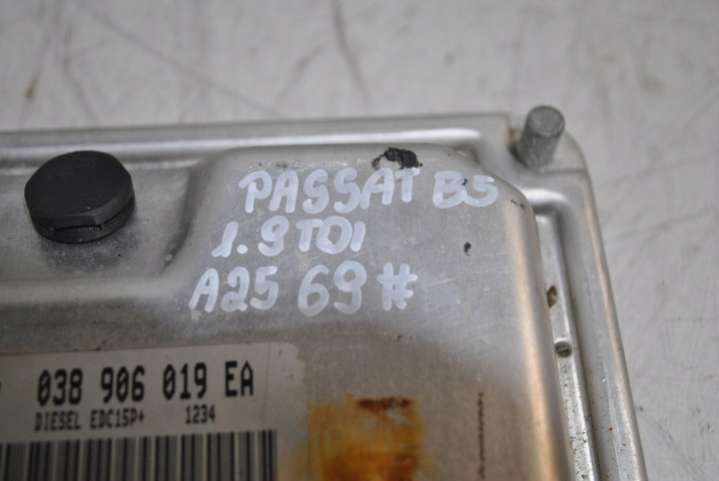 PASSAT B5
1.9 TDI
A25 69#
038 906 019 EA
DIESEL EDC15P+ 1234